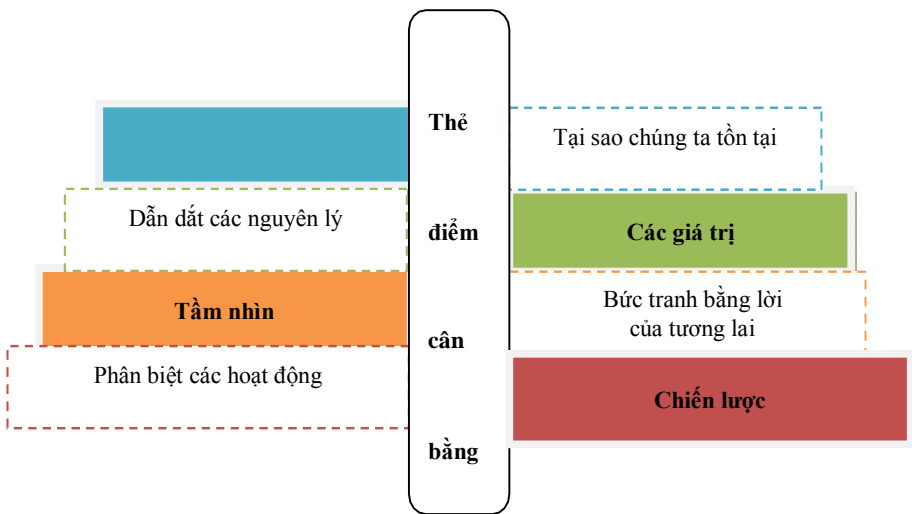 Thẻ
điểm
cân
bằng
Tại sao chúng ta tồn tại
Dẫn dắt các nguyên lý
Các giá trị
Tầm nhìn
Bức tranh bằng lời
của tương lai
Phân biệt các hoạt động
Chiến lược